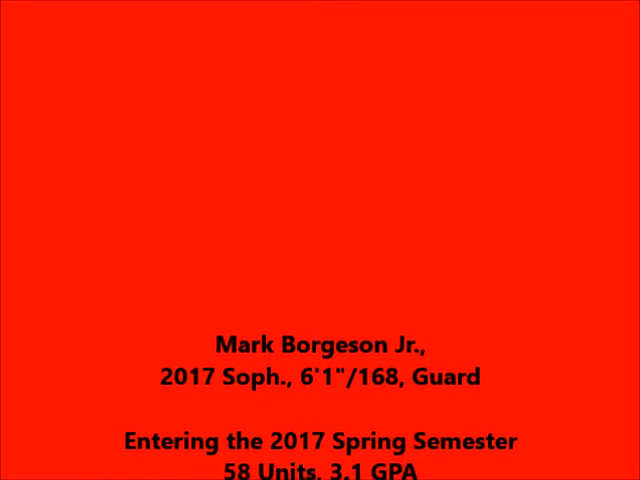 Mark Borgeson Jr.,
2017 Soph., 6'1"/168, Guard
Entering the 2017 Spring Semester
58 Units, 3.1 GPA